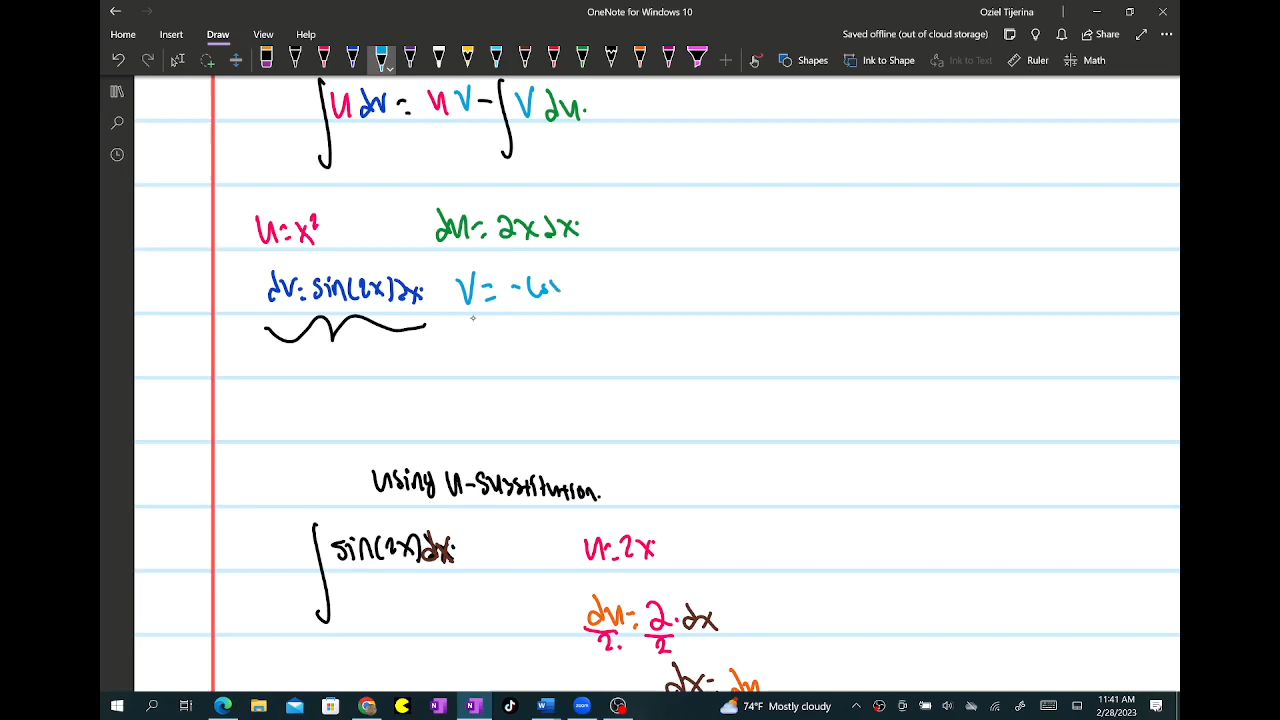 OneNote for Windows 10
Oziel Tijerina
Home Insert Draw View Help
Saved offline (out of cloud storage)
Share
Shapes
Ink to Shape
Ink to Text
Ruler
Math
∫u dv = uv - ∫v du.
u = x² du = 2x dx.
dv = sin(2x)dx. v = -cos
using u-substitution.
∫sin(2x)dx. u = 2x
du/2 = 2/2 · dx
dx = du
74°F Mostly cloudy
11:41 AM
2/28/2023